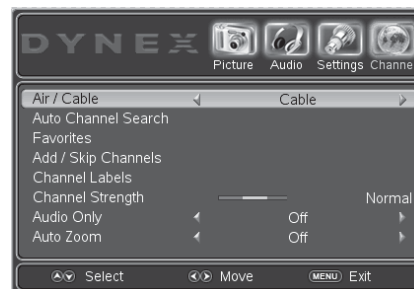 DYNEX
Picture Audio Settings Channe
Air / Cable Cable
Auto Channel Search
Favorites
Add / Skip Channels
Channel Labels
Channel Strength Normal
Audio Only Off
Auto Zoom Off
Select Move MENU Exit